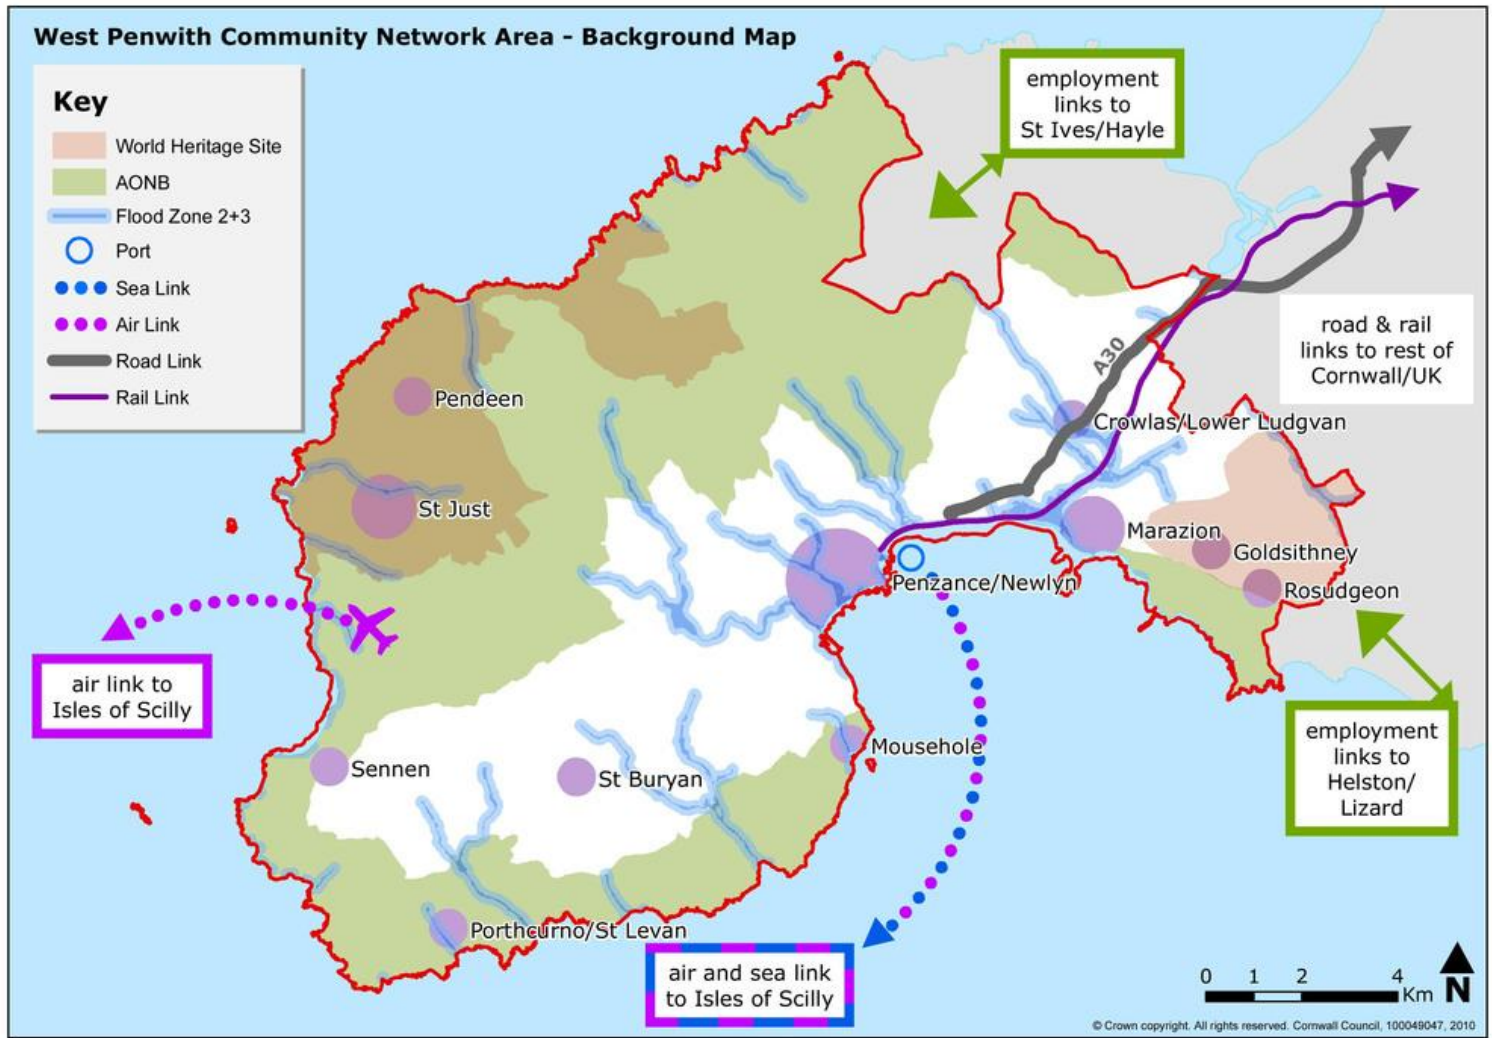 West Penwith Community Network Area - Background Map
Key
World Heritage Site
AONB
Flood Zone 2+3
Port
Sea Link
Air Link
Road Link
Rail Link
employment
links to
St Ives/Hayle
road & rail
links to rest of
Cornwall/UK
A30
Pendeen
Crowlas/Lower Ludgvan
St Just
Marazion
Goldsithney
Penzance/Newlyn
Rosudgeon
air link to
Isles of Scilly
employment
links to
Helston/
Lizard
Mousehole
Sennen
St Buryan
Porthcurno/St Levan
air and sea link
to Isles of Scilly
0 1 2 4
Km
N
© Crown copyright. All rights reserved. Cornwall Council, 100049047, 2010